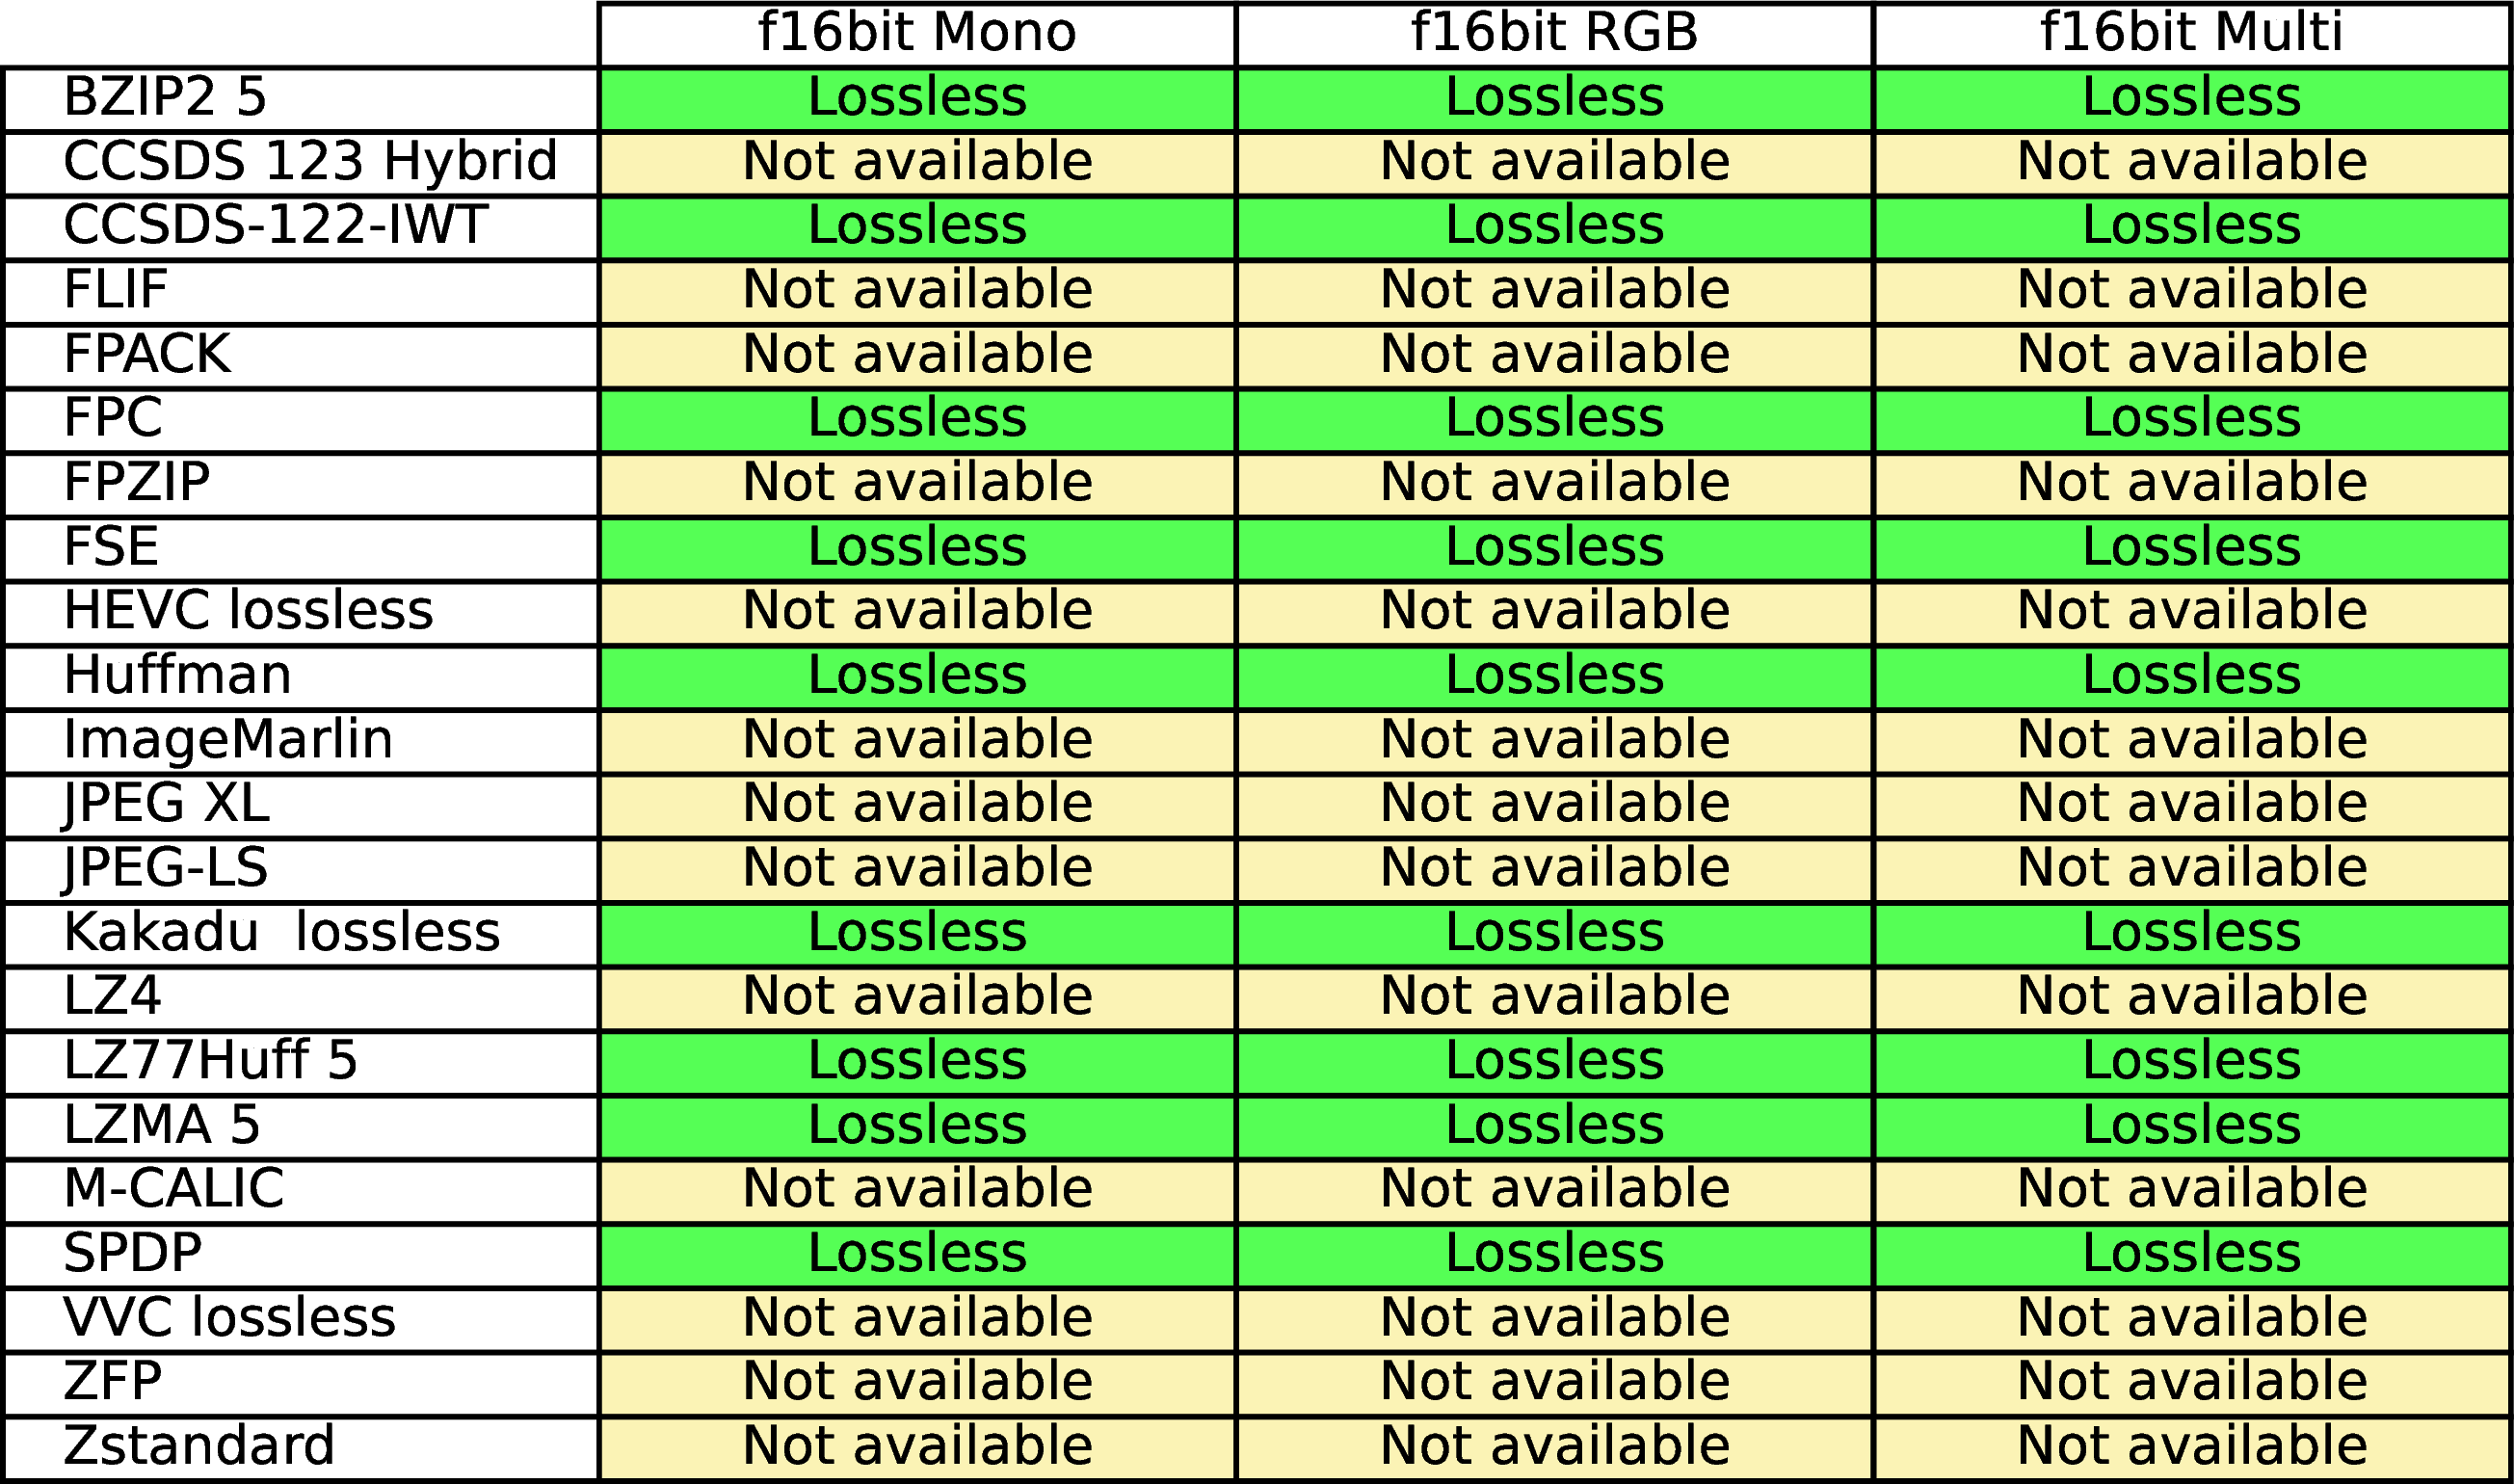 f16bit Mono f16bit RGB f16bit Multi
BZIP2 5 Lossless Lossless Lossless
CCSDS 123 Hybrid Not available Not available Not available
CCSDS-122-IWT Lossless Lossless Lossless
FLIF Not available Not available Not available
FPACK Not available Not available Not available
FPC Lossless Lossless Lossless
FPZIP Not available Not available Not available
FSE Lossless Lossless Lossless
HEVC lossless Not available Not available Not available
Huffman Lossless Lossless Lossless
ImageMarlin Not available Not available Not available
JPEG XL Not available Not available Not available
JPEG-LS Not available Not available Not available
Kakadu lossless Lossless Lossless Lossless
LZ4 Not available Not available Not available
LZ77Huff 5 Lossless Lossless Lossless
LZMA 5 Lossless Lossless Lossless
M-CALIC Not available Not available Not available
SPDP Lossless Lossless Lossless
VVC lossless Not available Not available Not available
ZFP Not available Not available Not available
Zstandard Not available Not available Not available